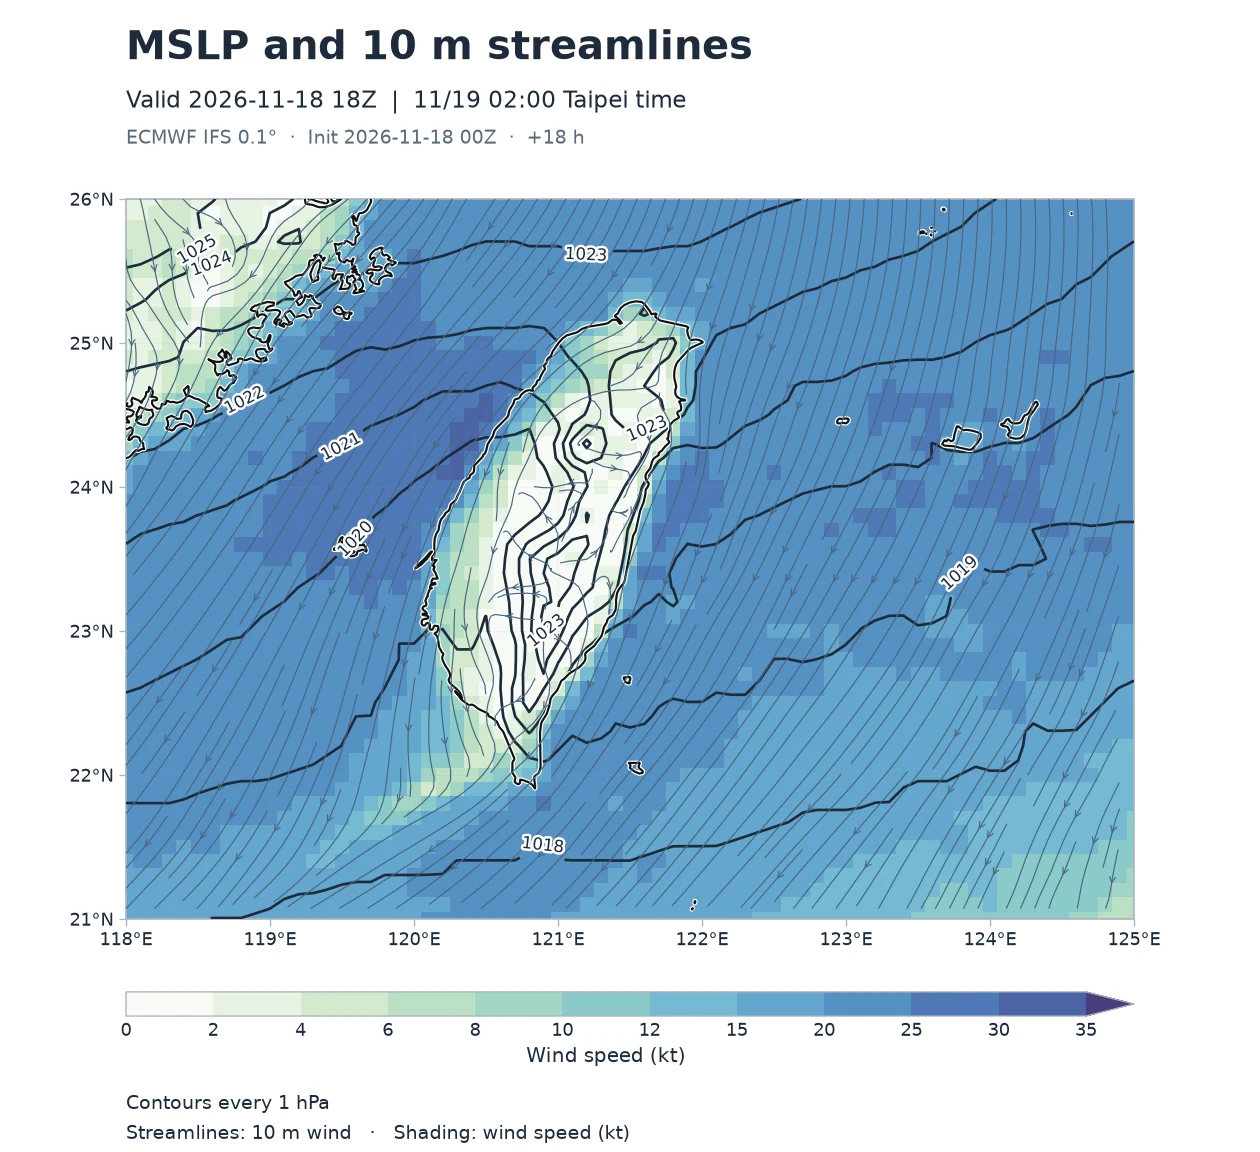 MSLP and 10 m streamlines
Valid 2026-11-18 18Z | 11/19 02:00 Taipei time
ECMWF IFS 0.1° · Init 2026-11-18 00Z · +18 h
26°N
25°N
24°N
23°N
22°N
21°N
1025
1024
1023
1022
1021
1020
1023
1023
1019
1018
118°E 119°E 120°E 121°E 122°E 123°E 124°E 125°E
0 2 4 6 8 10 12 15 20 25 30 35
Wind speed (kt)
Contours every 1 hPa
Streamlines: 10 m wind · Shading: wind speed (kt)